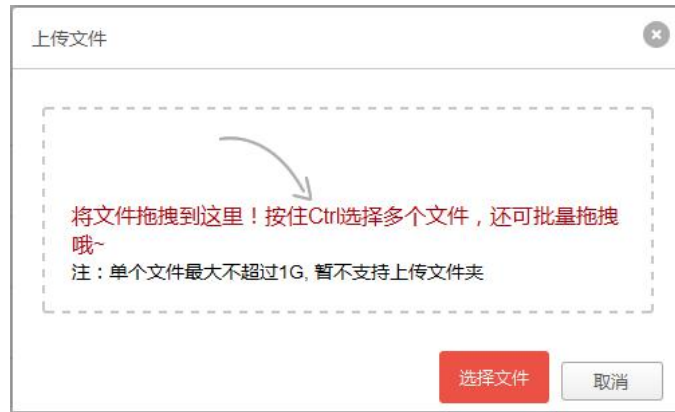 上传文件
将文件拖拽到这里！按住Ctrl选择多个文件，还可批量拖拽
哦~
注：单个文件最大不超过1G, 暂不支持上传文件夹
选择文件
取消